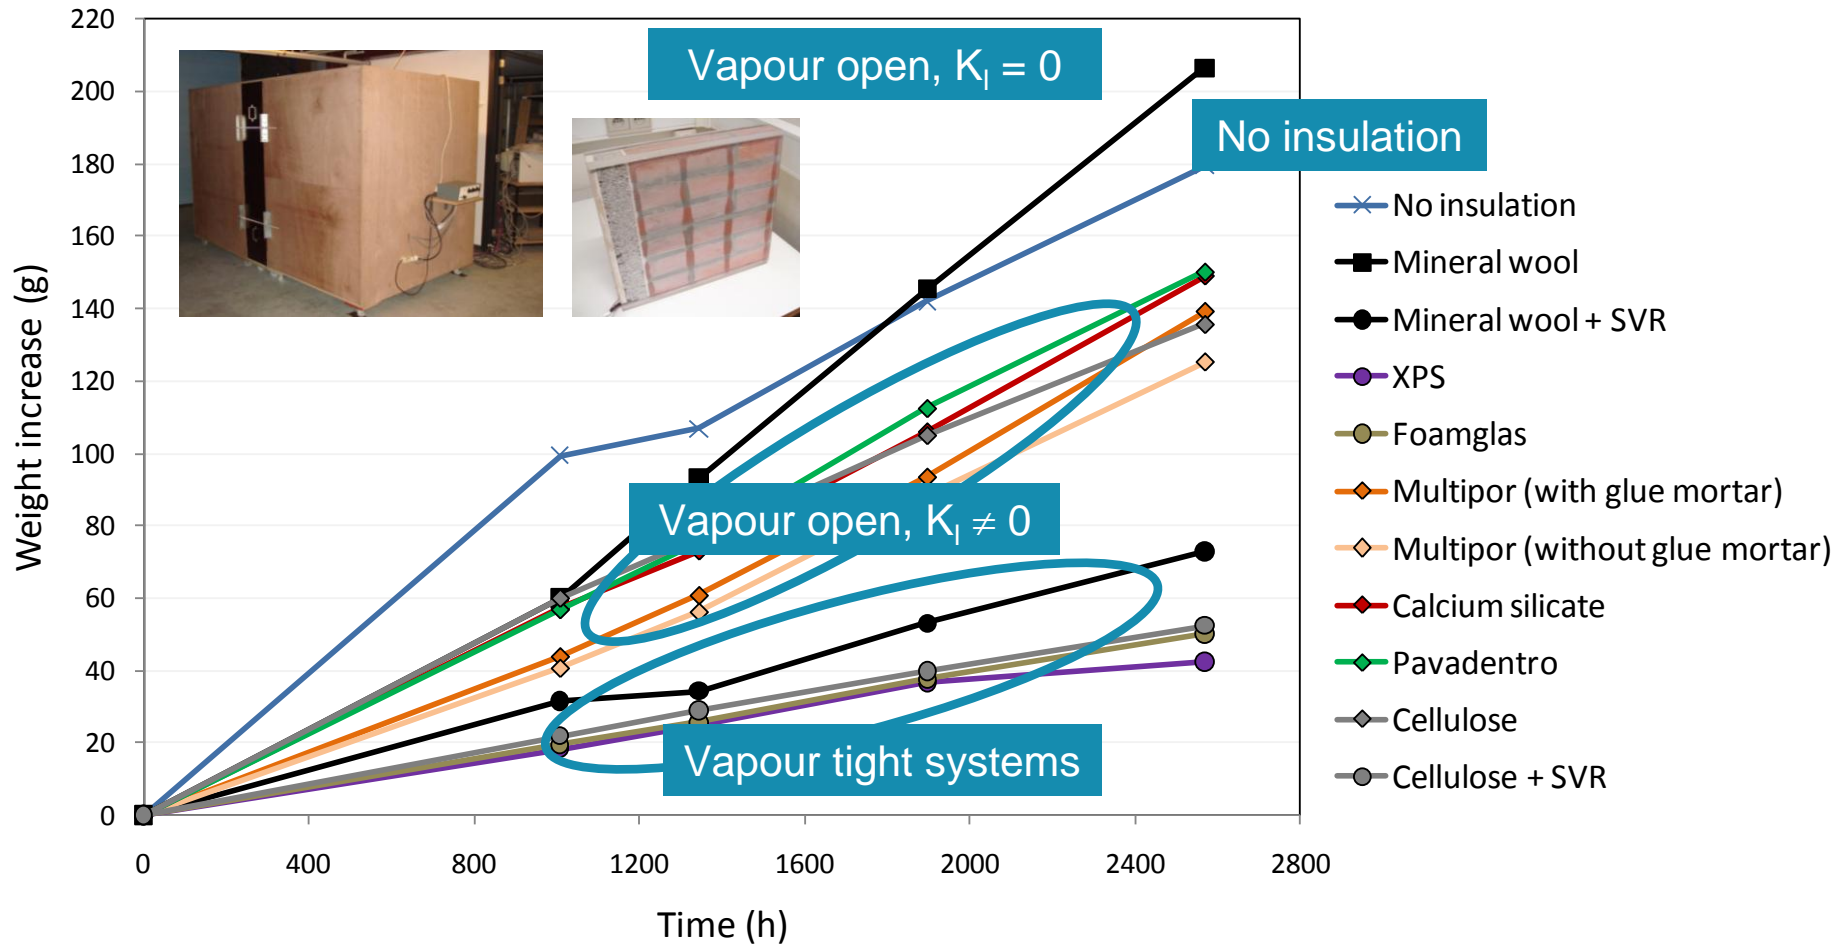 Vapour open, Kl = 0
No insulation
Vapour open, Kl ≠ 0
Vapour tight systems
Weight increase (g)
220
200
180
160
140
120
100
80
60
40
20
0
0 400 800 1200 1600 2000 2400 2800
Time (h)
No insulation
Mineral wool
Mineral wool + SVR
XPS
Foamglas
Multipor (with glue mortar)
Multipor (without glue mortar)
Calcium silicate
Pavadentro
Cellulose
Cellulose + SVR